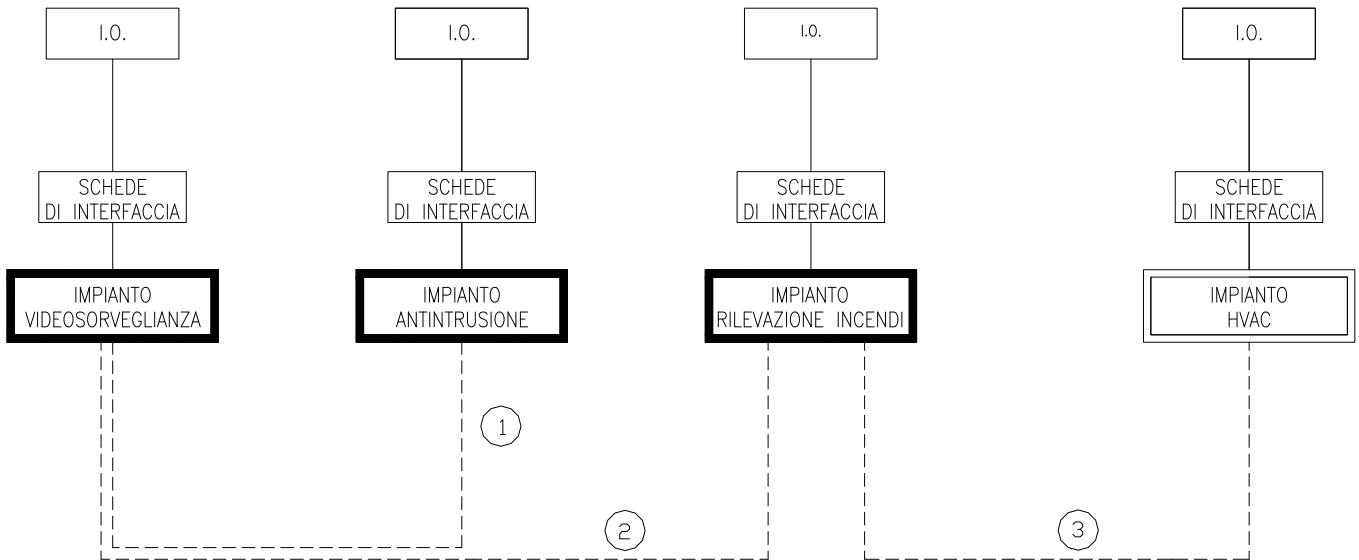 I.O.
I.O.
I.O.
I.O.
SCHEDE
DI INTERFACCIA
SCHEDE
DI INTERFACCIA
SCHEDE
DI INTERFACCIA
SCHEDE
DI INTERFACCIA
IMPIANTO
VIDEOSORVEGLIANZA
IMPIANTO
ANTINTRUSIONE
IMPIANTO
RILEVAZIONE INCENDI
IMPIANTO
HVAC
1
2
3